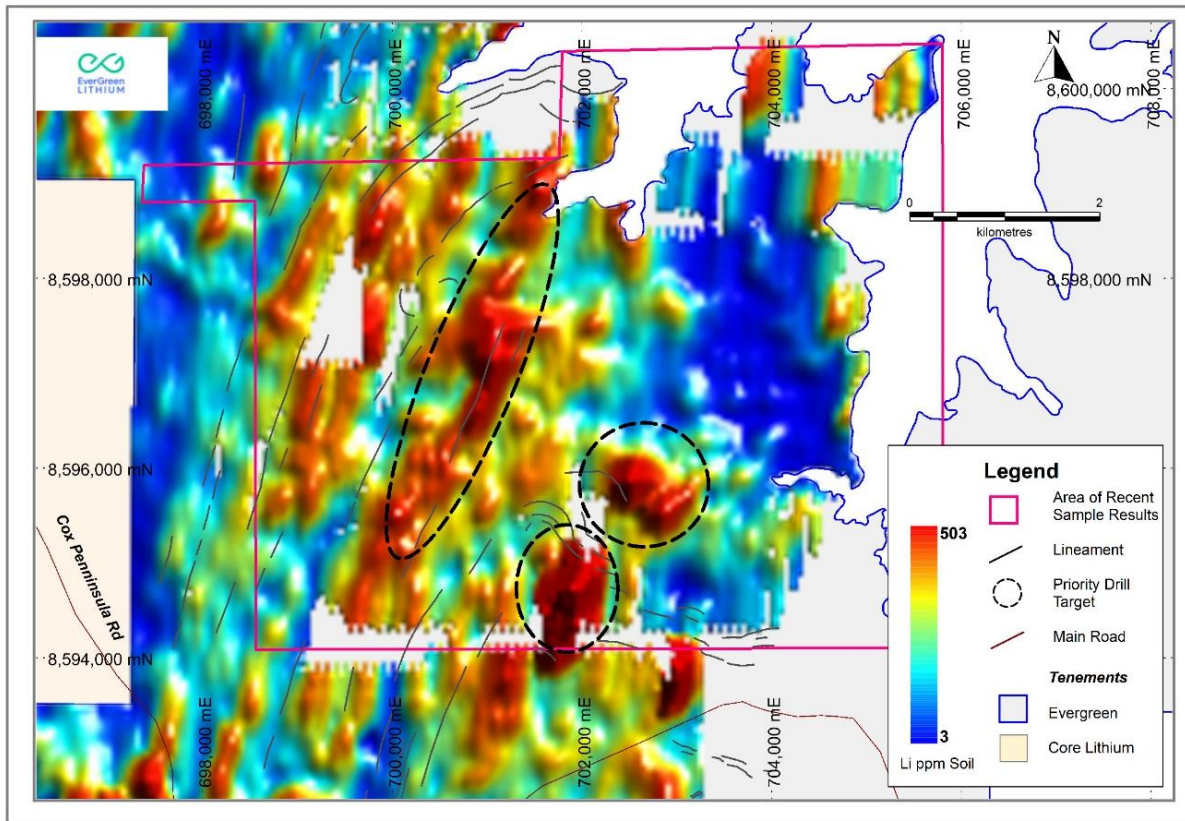 EverGreen
LITHIUM
698,000 mE
700,000 mE
702,000 mE
704,000 mE
706,000 mE
708,000 mE
N
8,600,000 mN
0
2
kilometres
8,598,000 mN
8,598,000 mN
8,596,000 mN
8,594,000 mN
Cox Penninsula Rd
698,000 mE
700,000 mE
702,000 mE
704,000 mE
Legend
503
3
Li ppm Soil
Area of Recent
Sample Results
Lineament
Priority Drill
Target
Main Road
Tenements
Evergreen
Core Lithium